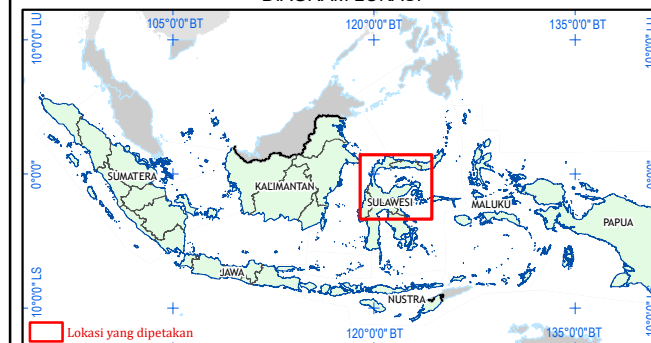 105°0'0"BT
120°0'0"BT
135°0'0"BT
10°0'0"LU
SUMATERA
KALIMANTAN
SULAWESI
MALUKU
PAPUA
0°0'0"
JAWA
NUSTRA
10°0'0"LS
Lokasi yang dipetakan
120°0'0"BT
135°0'0"BT